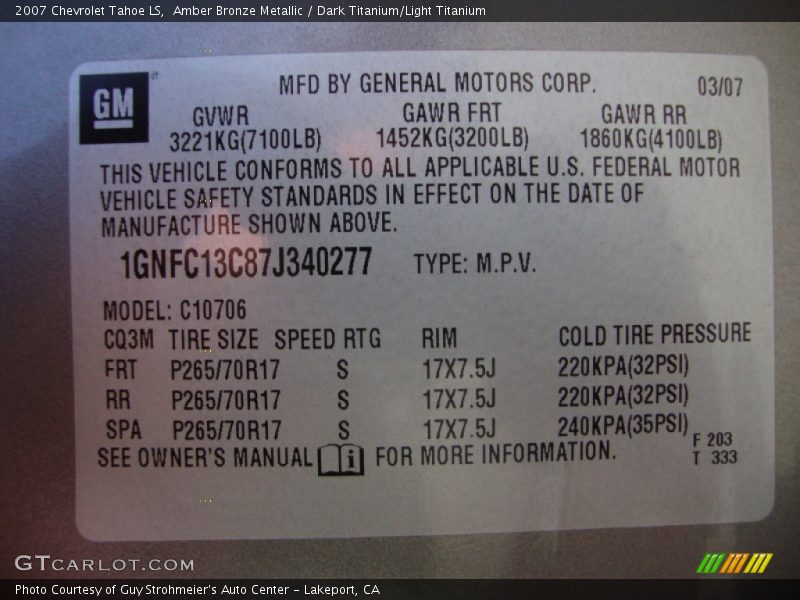 2007 Chevrolet Tahoe LS,  Amber Bronze Metallic / Dark Titanium/Light Titanium
GM ® MFD BY GENERAL MOTORS CORP. 03/07
GVWR GAWR FRT GAWR RR
3221KG(7100LB) 1452KG(3200LB) 1860KG(4100LB)
THIS VEHICLE CONFORMS TO ALL APPLICABLE U.S. FEDERAL MOTOR
VEHICLE SAFETY STANDARDS IN EFFECT ON THE DATE OF
MANUFACTURE SHOWN ABOVE.
1GNFC13C87J340277 TYPE: M.P.V.
MODEL: C10706
CQ3M TIRE SIZE SPEED RTG RIM COLD TIRE PRESSURE
FRT P265/70R17 S 17X7.5J 220KPA(32PSI)
RR P265/70R17 S 17X7.5J 220KPA(32PSI)
SPA P265/70R17 S 17X7.5J 240KPA(35PSI)
SEE OWNER'S MANUAL i FOR MORE INFORMATION.
F 203
T 333
GTCARLOT.COM
Photo Courtesy of Guy Strohmeier's Auto Center - Lakeport, CA